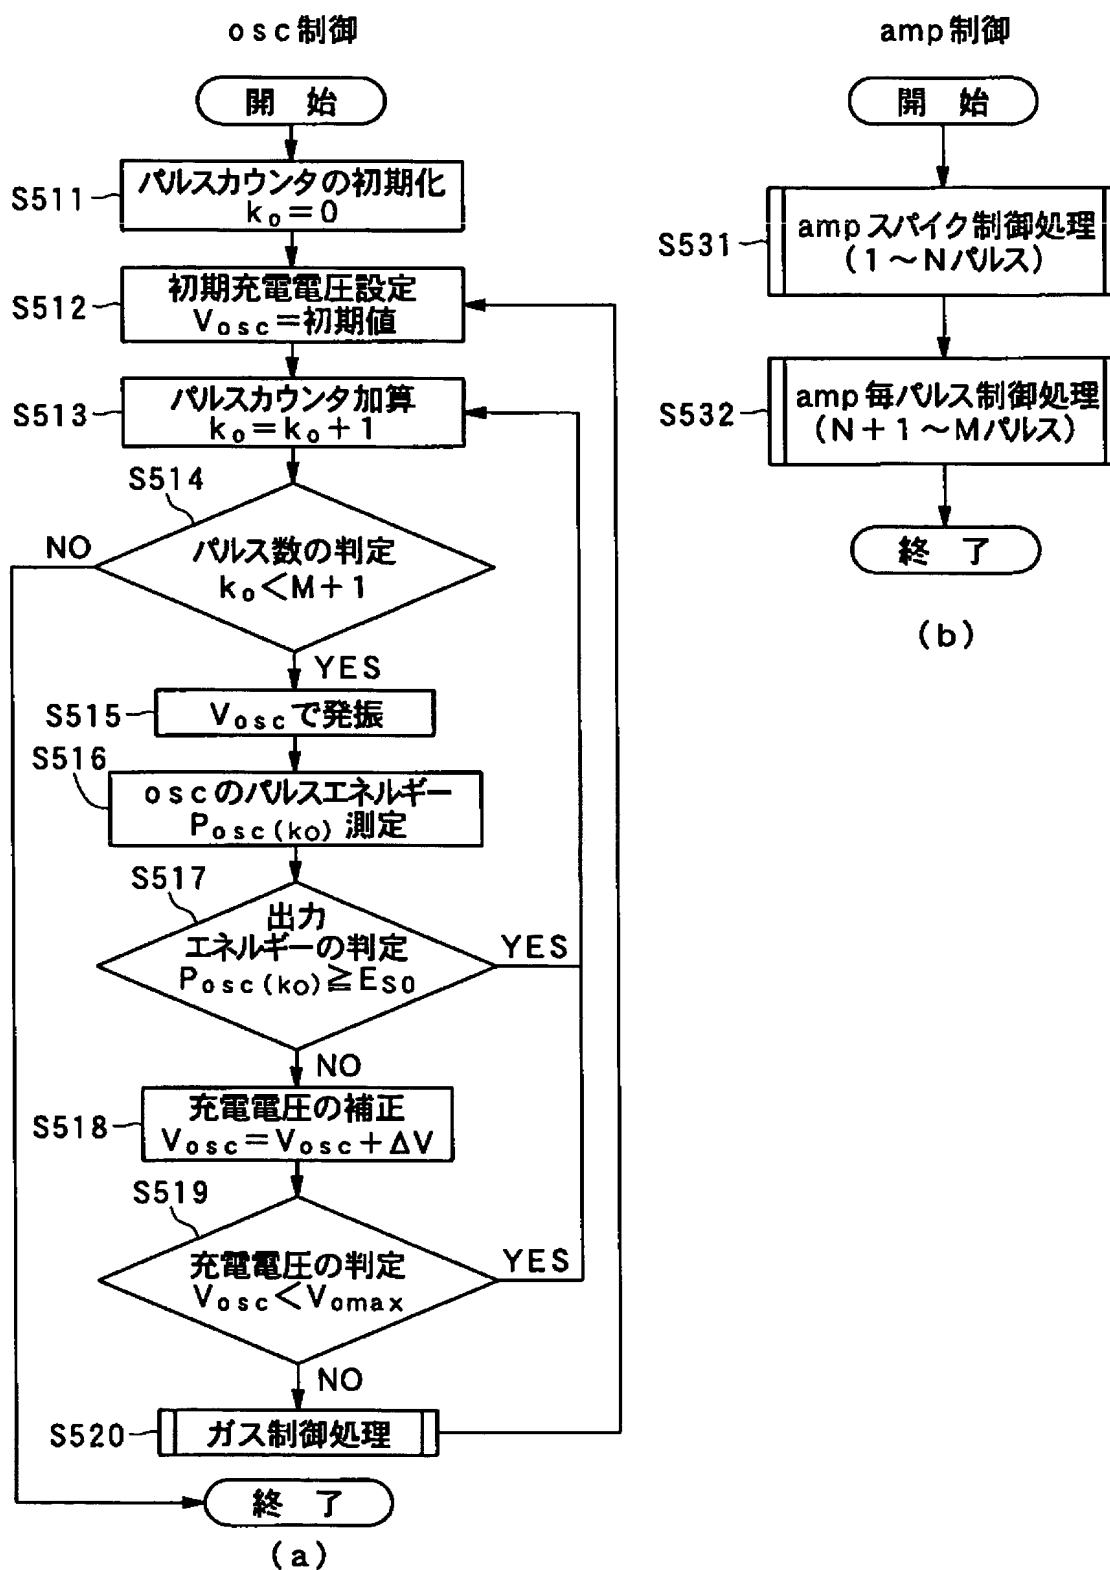 osc制御
開 始
S511
パルスカウンタの初期化
ko=0
S512
初期充電電圧設定
Vosc=初期値
S513
パルスカウンタ加算
ko=ko+1
S514
パルス数の判定
ko<M+1
NO
YES
S515
Voscで発振
S516
oscのパルスエネルギー
Posc(ko)測定
S517
出力
エネルギーの判定
Posc(ko)≧ES0
YES
NO
S518
充電電圧の補正
Vosc=Vosc+ΔV
S519
充電電圧の判定
Vosc<Vomax
YES
NO
S520
ガス制御処理
終 了
(a)
amp制御
開 始
S531
ampスパイク制御処理
(1~Nパルス)
S532
amp毎パルス制御処理
(N+1~Mパルス)
終 了
(b)